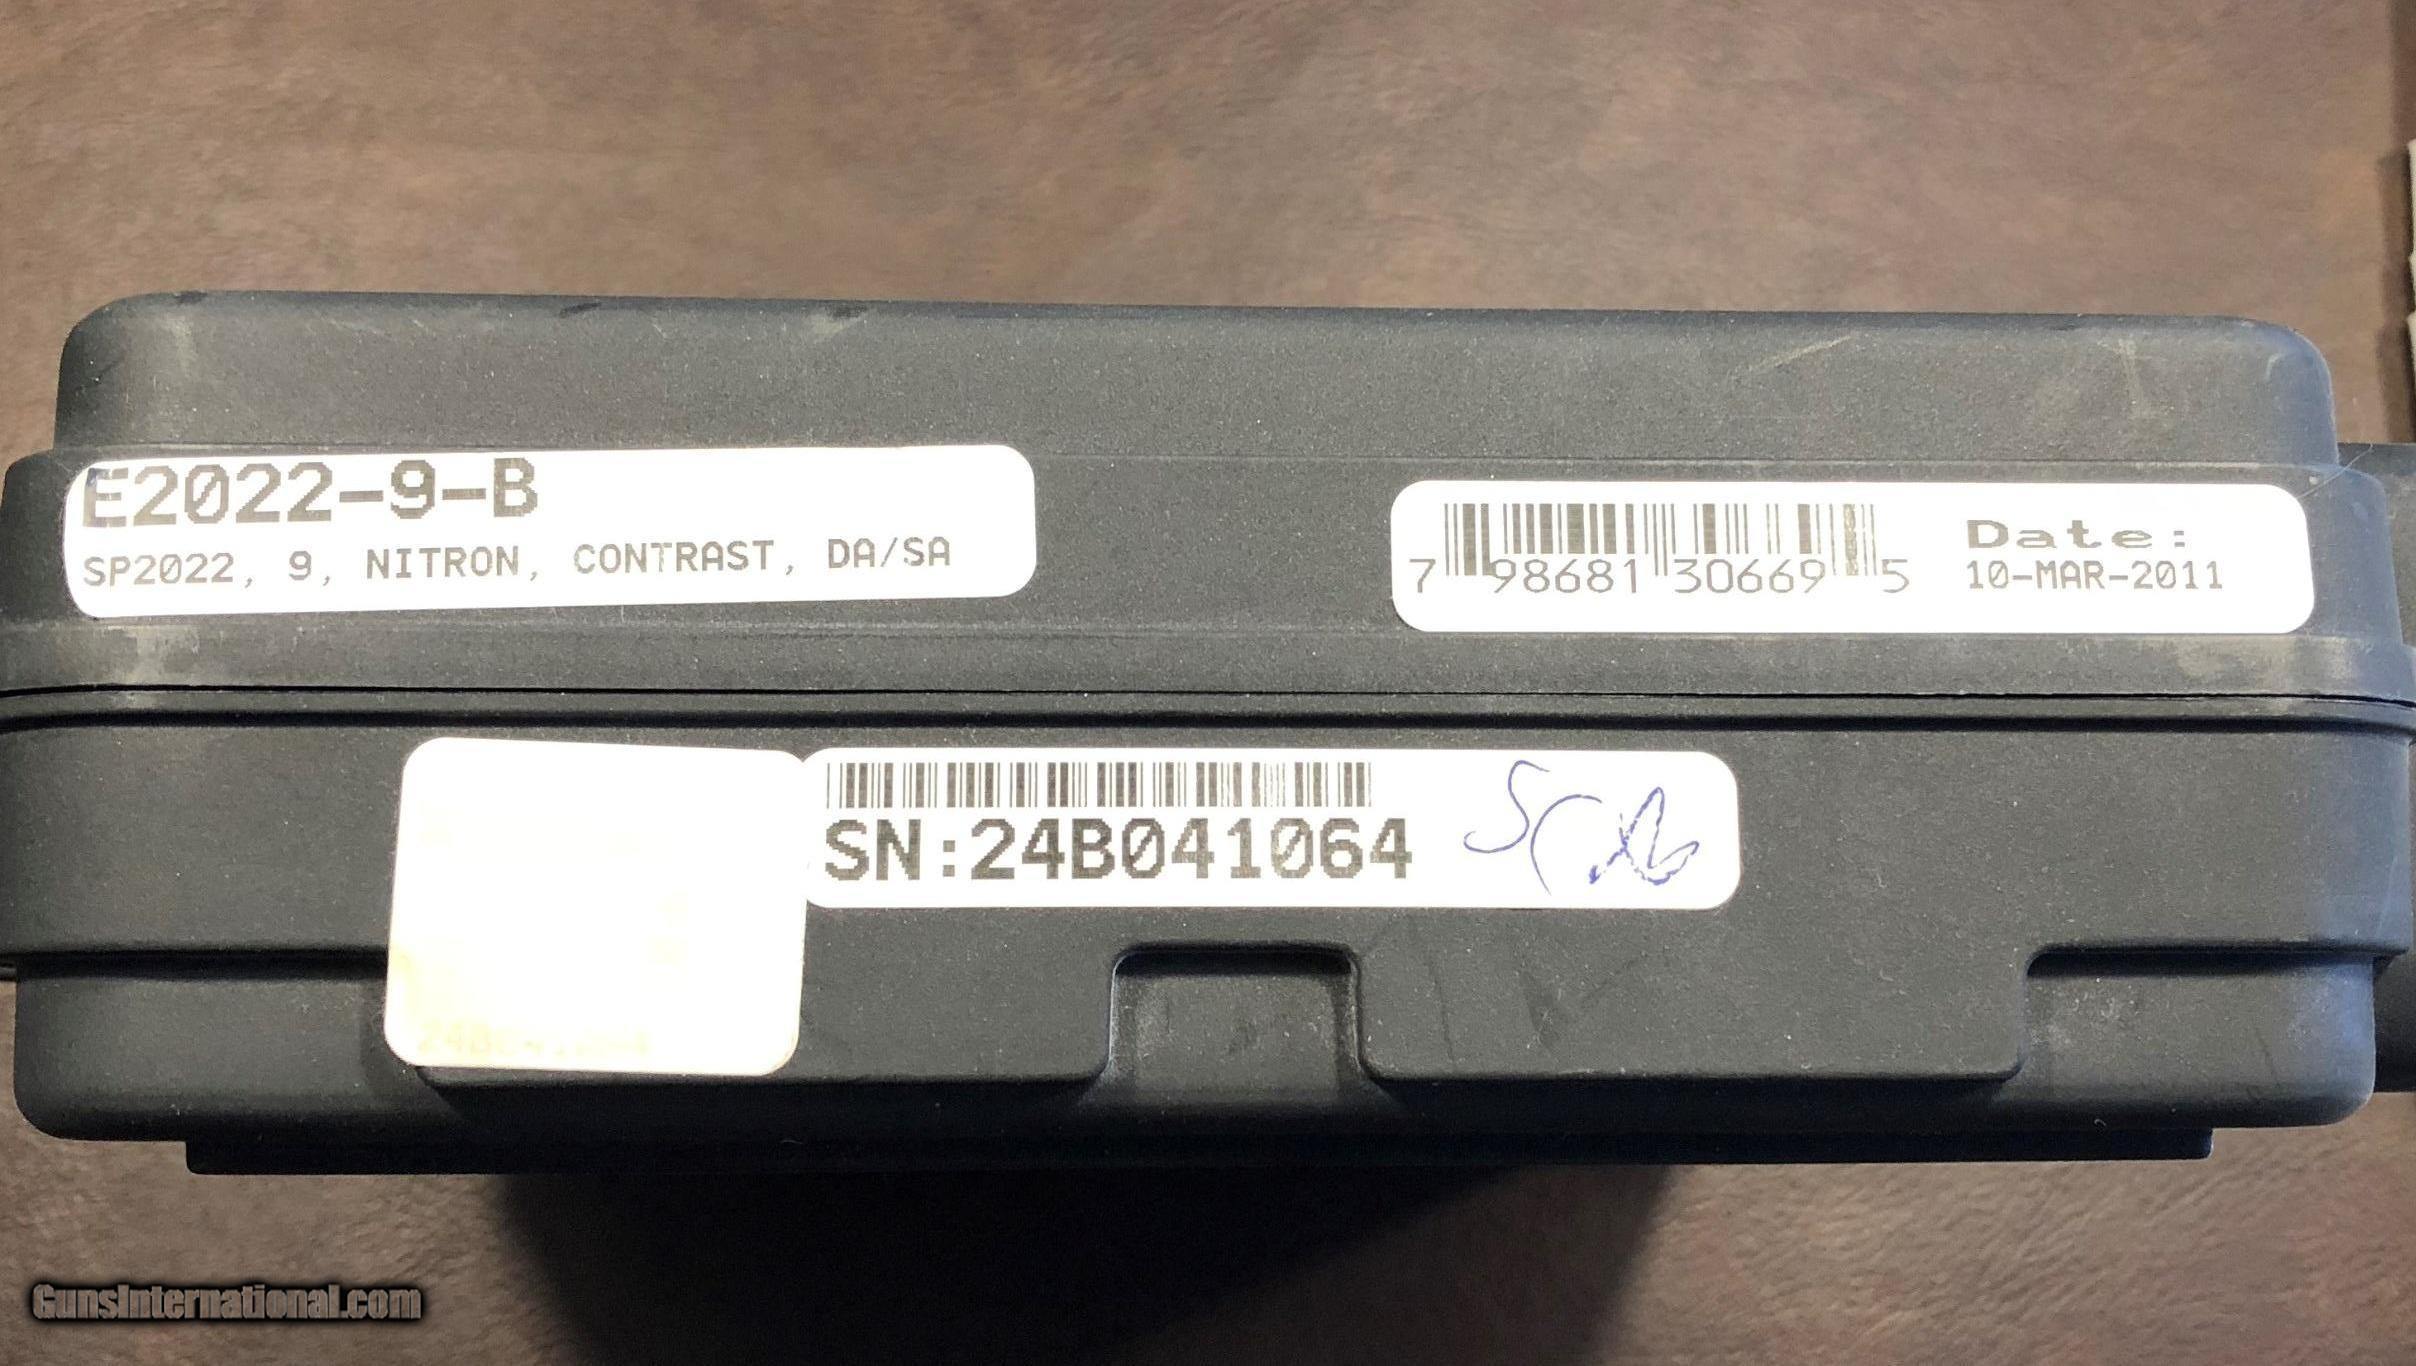 E2022-9-B
SP2022, 9, NITRON, CONTRAST, DA/SA
7 98681 30669 5
Date:
10-MAR-2011
SN:24B041064
GunsInternational.com